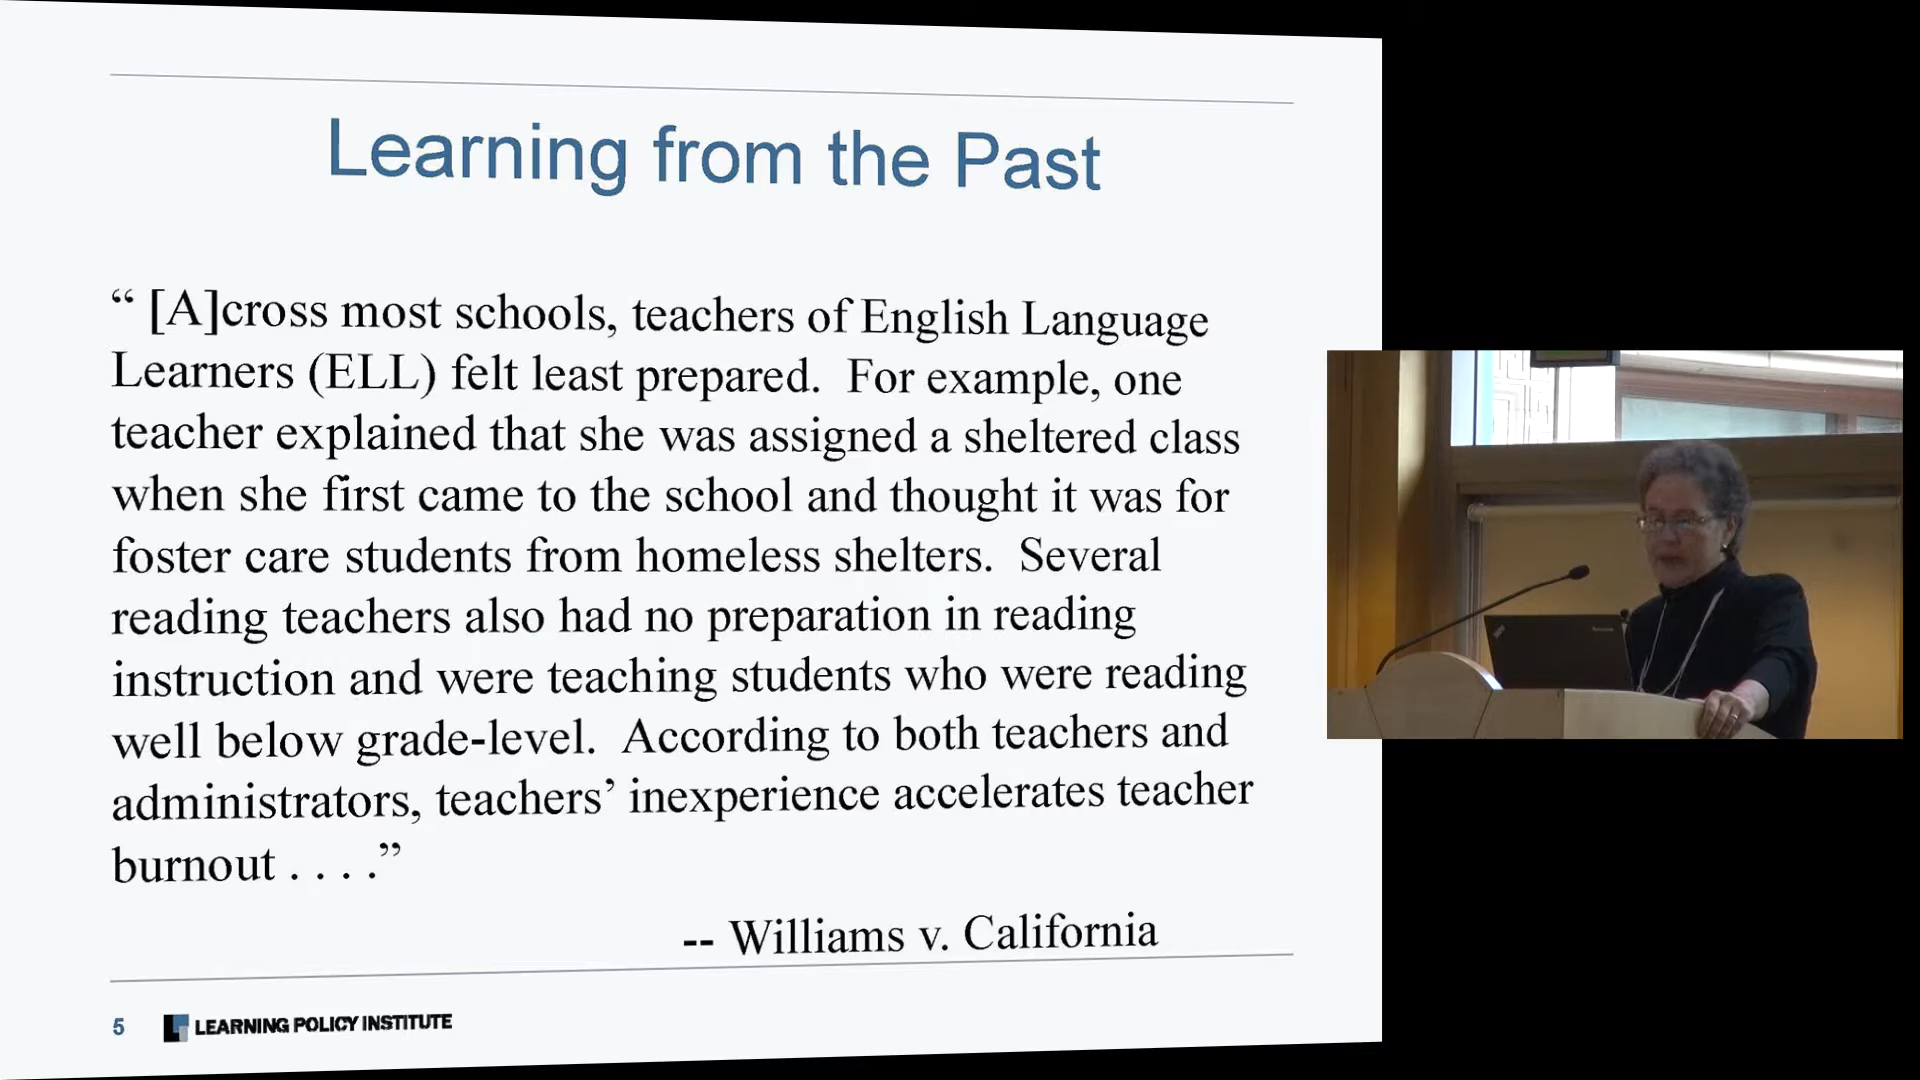 Learning from the Past
“ [A]cross most schools, teachers of English Language
Learners (ELL) felt least prepared.  For example, one
teacher explained that she was assigned a sheltered class
when she first came to the school and thought it was for
foster care students from homeless shelters.  Several
reading teachers also had no preparation in reading
instruction and were teaching students who were reading
well below grade-level.  According to both teachers and
administrators, teachers’ inexperience accelerates teacher
burnout . . . .”
-- Williams v. California
5 LEARNING POLICY INSTITUTE